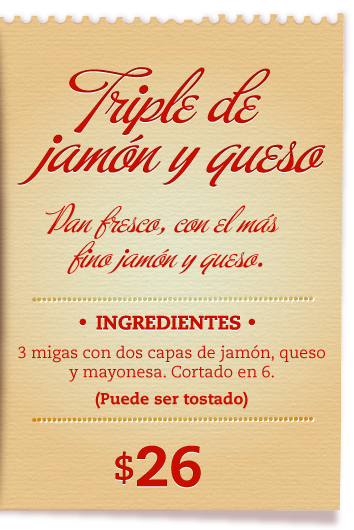 Triple de
jamón y queso
Pan fresco, con el más
fino jamón y queso.
• INGREDIENTES •
3 migas con dos capas de jamón, queso
y mayonesa. Cortado en 6.
(Puede ser tostado)
$26